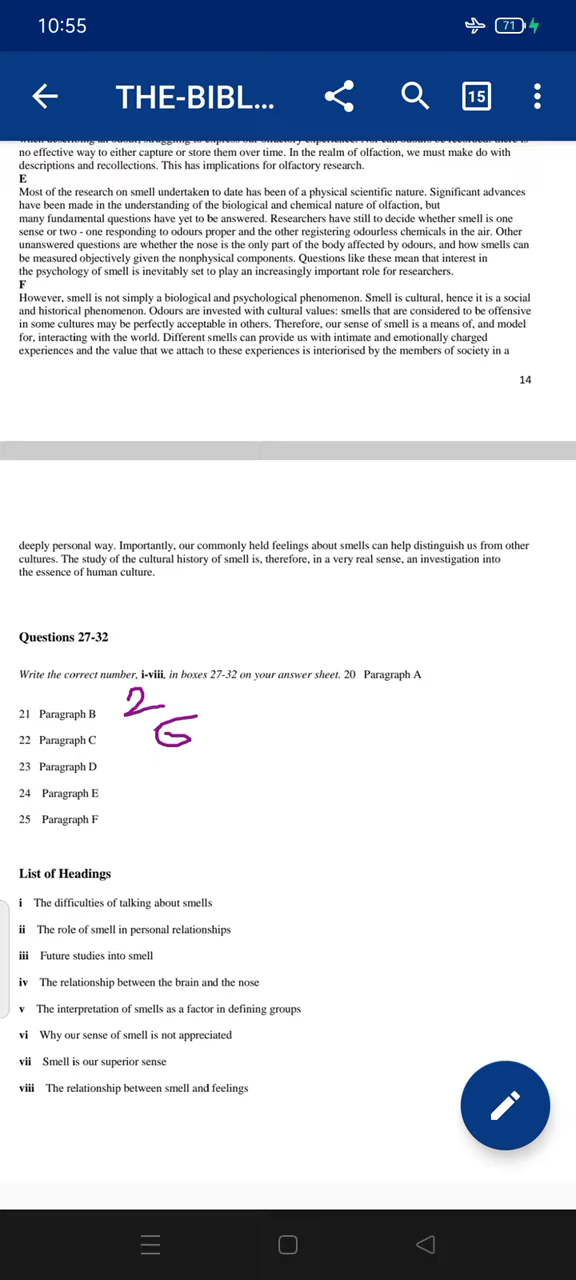 10:55
71
THE-BIBL...
15
no effective way to either capture or store them over time. In the realm of olfaction, we must make do with
descriptions and recollections. This has implications for olfactory research.
E
Most of the research on smell undertaken to date has been of a physical scientific nature. Significant advances
have been made in the understanding of the biological and chemical nature of olfaction, but
many fundamental questions have yet to be answered. Researchers have still to decide whether smell is one
sense or two - one responding to odours proper and the other registering odourless chemicals in the air. Other
unanswered questions are whether the nose is the only part of the body affected by odours, and how smells can
be measured objectively given the nonphysical components. Questions like these mean that interest in
the psychology of smell is inevitably set to play an increasingly important role for researchers.
F
However, smell is not simply a biological and psychological phenomenon. Smell is cultural, hence it is a social
and historical phenomenon. Odours are invested with cultural values: smells that are considered to be offensive
in some cultures may be perfectly acceptable in others. Therefore, our sense of smell is a means of, and model
for, interacting with the world. Different smells can provide us with intimate and emotionally charged
experiences and the value that we attach to these experiences is interiorised by the members of society in a
14
deeply personal way. Importantly, our commonly held feelings about smells can help distinguish us from other
cultures. The study of the cultural history of smell is, therefore, in a very real sense, an investigation into
the essence of human culture.
Questions 27-32
Write the correct number, i-viii, in boxes 27-32 on your answer sheet. 20 Paragraph A
2
21 Paragraph B
6
22 Paragraph C
23 Paragraph D
24 Paragraph E
25 Paragraph F
List of Headings
i The difficulties of talking about smells
ii The role of smell in personal relationships
iii Future studies into smell
iv The relationship between the brain and the nose
v The interpretation of smells as a factor in defining groups
vi Why our sense of smell is not appreciated
vii Smell is our superior sense
viii The relationship between smell and feelings